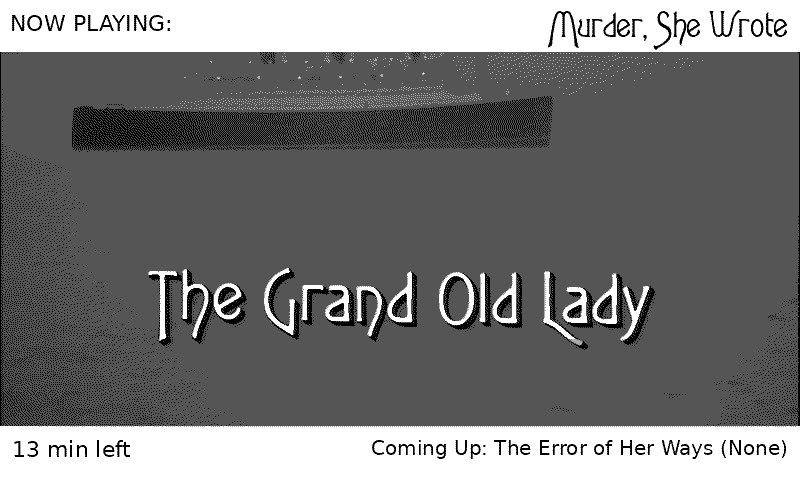 NOW PLAYING:
Murder, She Wrote
The Grand Old Lady
13 min left
Coming Up: The Error of Her Ways (None)